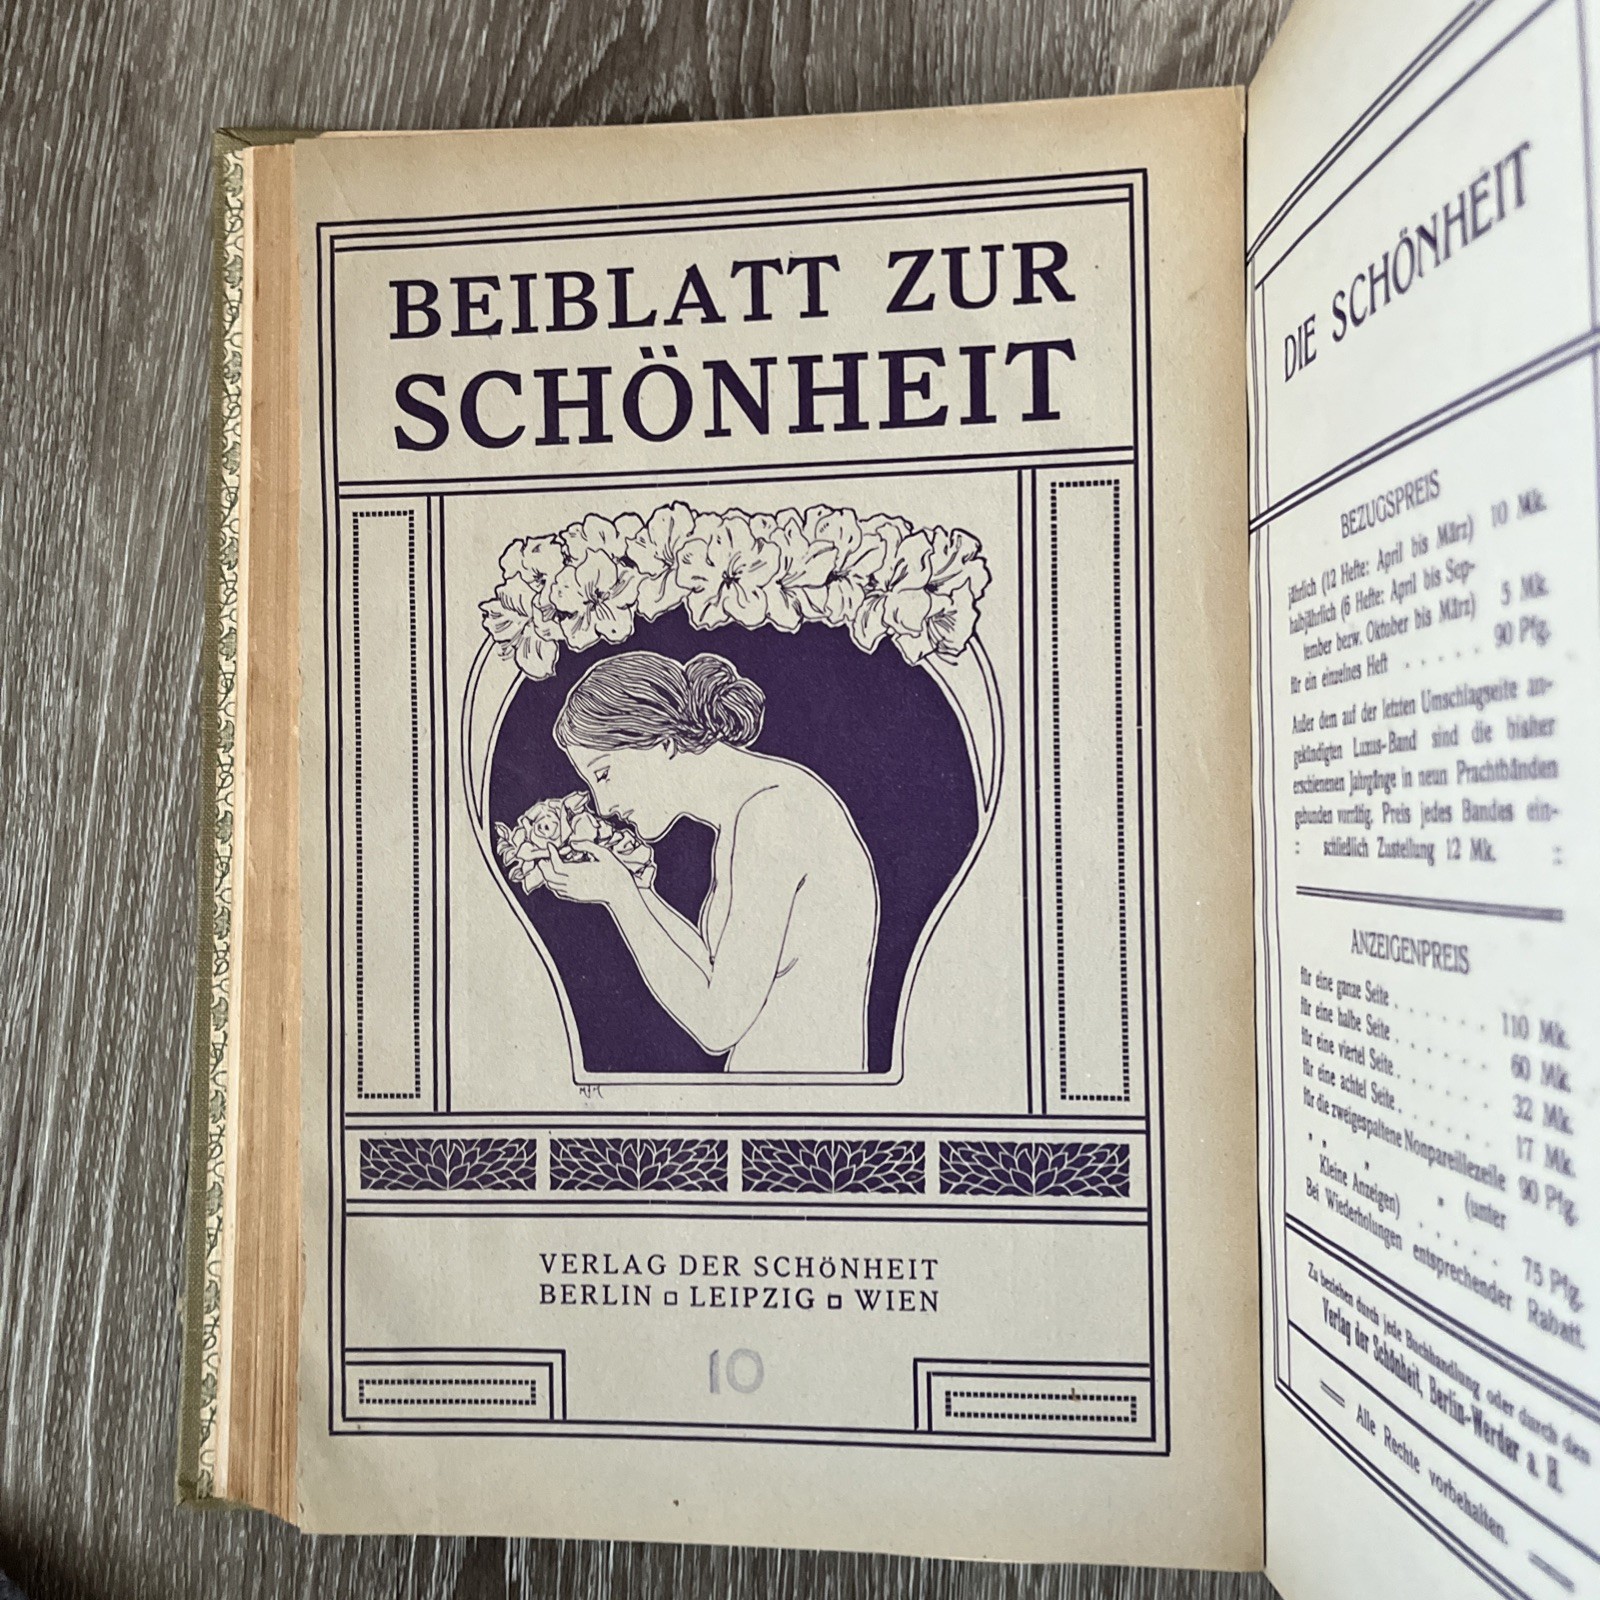 BEIBLATT ZUR
SCHÖNHEIT
VERLAG DER SCHÖNHEIT
BERLIN LEIPZIG WIEN
10
DIE SCHÖNHEIT
BEZUGSPREIS
jährlich (12 Hefte: April bis März) 10 Mk.
halbjährlich (6 Hefte: April bis Sep-
tember bezw. Oktober bis März) 5 Mk.
für ein einzelnes Heft . . . . . 90 Pfg.
Außer dem auf der letzten Umschlagseite an-
gekündigten Luxus-Band sind die bisher
erschienenen Jahrgänge in neun Prachtbänden
gebunden vorrätig. Preis jedes Bandes ein-
:: schließlich Zustellung 12 Mk. ::
ANZEIGENPREIS
für eine ganze Seite . . . . . . 110 Mk.
für eine halbe Seite . . . . . . 60 Mk.
für eine viertel Seite . . . . . . 32 Mk.
für eine achtel Seite . . . . . . 17 Mk.
für die zweigespaltene Nonpareillezeile 90 Pfg.
" " " " (unter
Kleine Anzeigen) . . . . . 75 Pfg.
Bei Wiederholungen entsprechender Rabatt.
Zu beziehen durch jede Buchhandlung oder durch den
Verlag der Schönheit, Berlin-Werder a. H.
Alle Rechte vorbehalten.